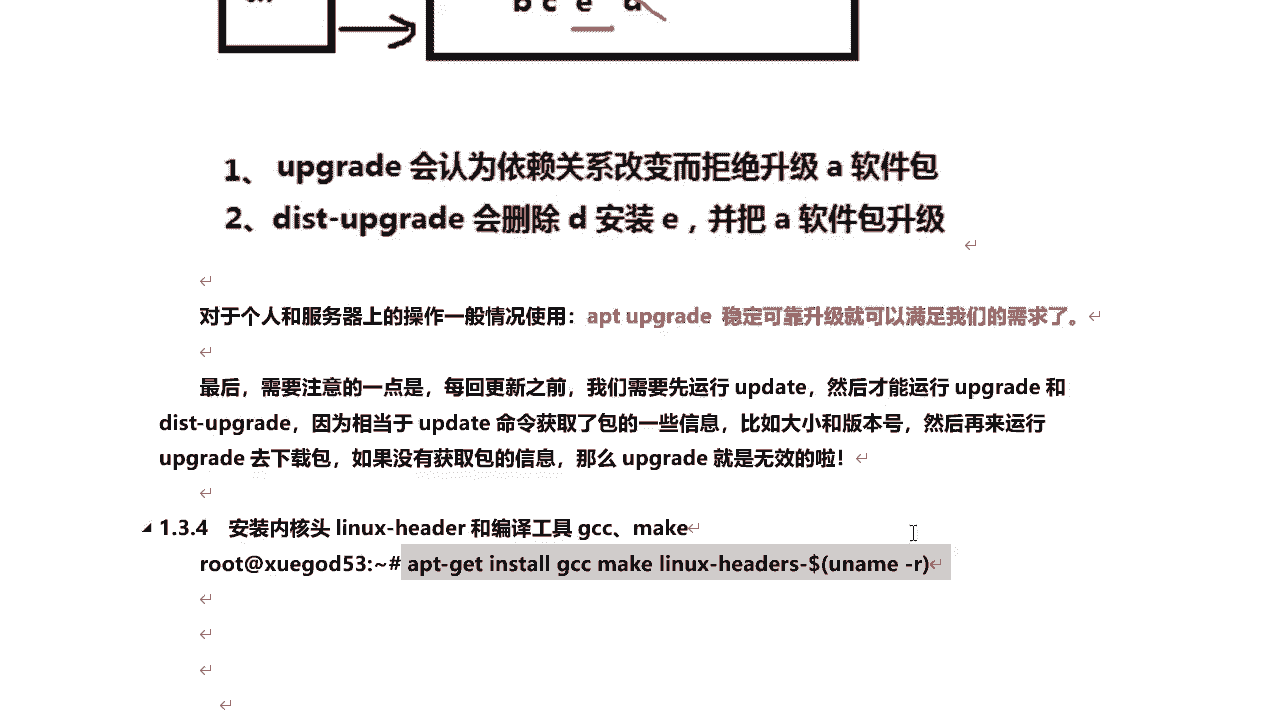 b c e d
1、 upgrade 会认为依赖关系改变而拒绝升级 a 软件包
2、dist-upgrade 会删除 d 安装 e，并把 a 软件包升级
对于个人和服务器上的操作一般情况使用：apt upgrade 稳定可靠升级就可以满足我们的需求了。
最后，需要注意的一点是，每回更新之前，我们需要先运行 update，然后才能运行 upgrade 和
dist-upgrade，因为相当于 update 命令获取了包的一些信息，比如大小和版本号，然后再来运行
upgrade 去下载包，如果没有获取包的信息，那么 upgrade 就是无效的啦！
1.3.4 安装内核头 linux-header 和编译工具 gcc、make
root@xuegod53:~# apt-get install gcc make linux-headers-$(uname -r)